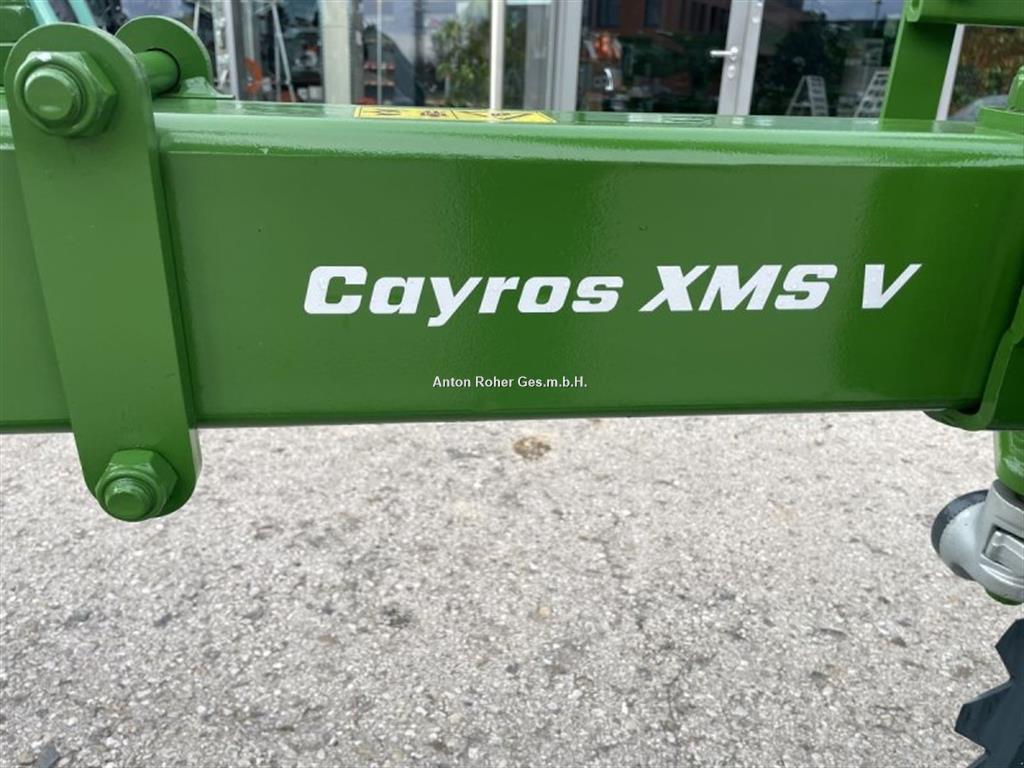 Cayros XMS V
Anton Roher Ges.m.b.H.